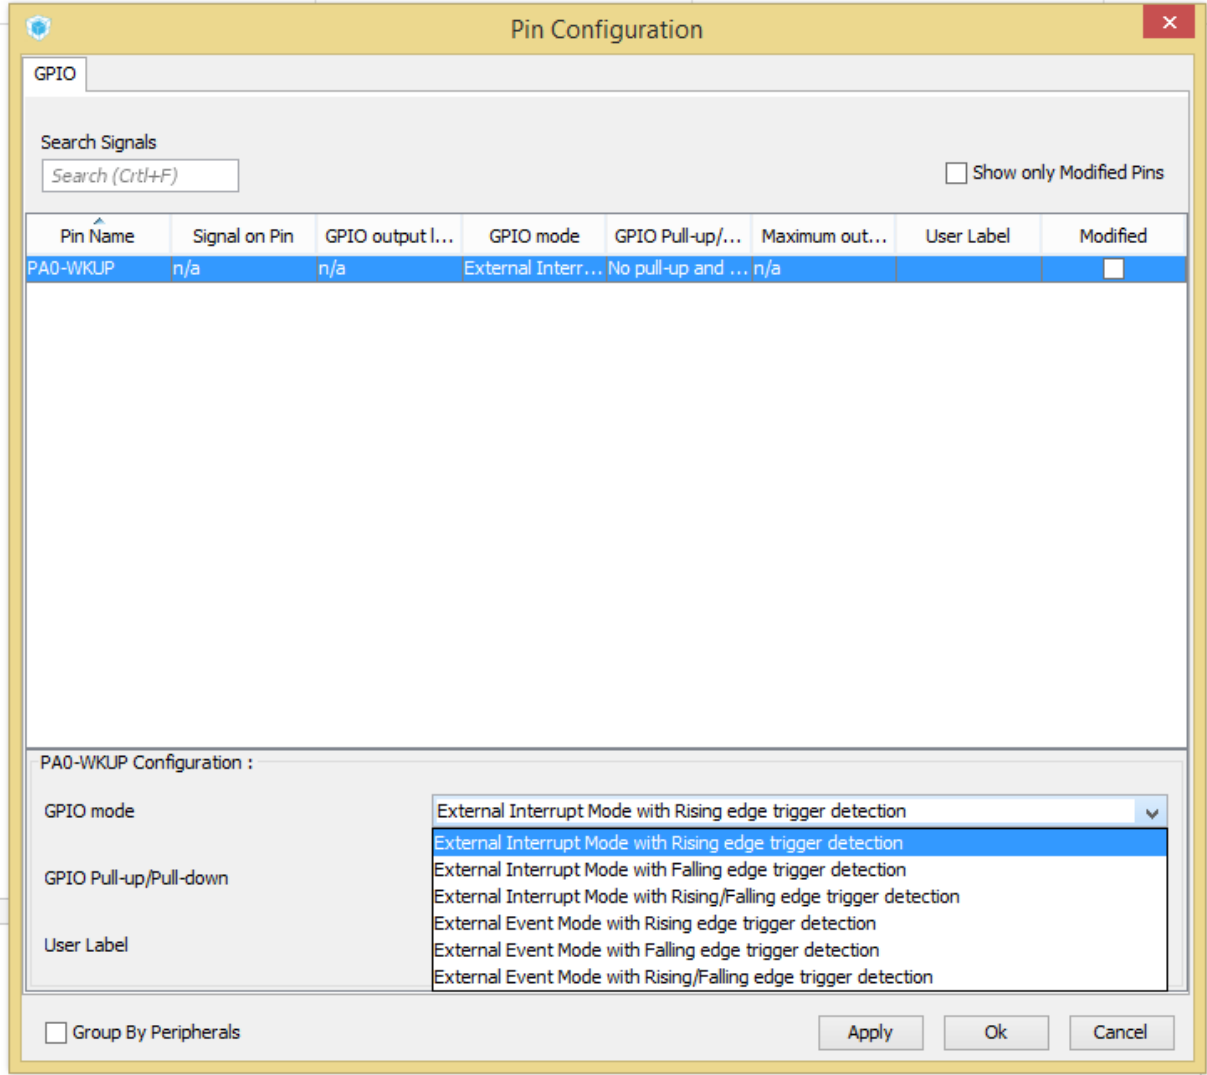 Pin Configuration
GPIO
Search Signals
Search (Crtl+F)
Show only Modified Pins
Pin Name Signal on Pin GPIO output l... GPIO mode GPIO Pull-up/... Maximum out... User Label Modified
PA0-WKUP n/a n/a External Interr... No pull-up and ... n/a
PA0-WKUP Configuration :
GPIO mode External Interrupt Mode with Rising edge trigger detection
External Interrupt Mode with Rising edge trigger detection
External Interrupt Mode with Falling edge trigger detection
GPIO Pull-up/Pull-down
External Interrupt Mode with Rising/Falling edge trigger detection
External Event Mode with Rising edge trigger detection
User Label
External Event Mode with Falling edge trigger detection
External Event Mode with Rising/Falling edge trigger detection
Group By Peripherals Apply Ok Cancel